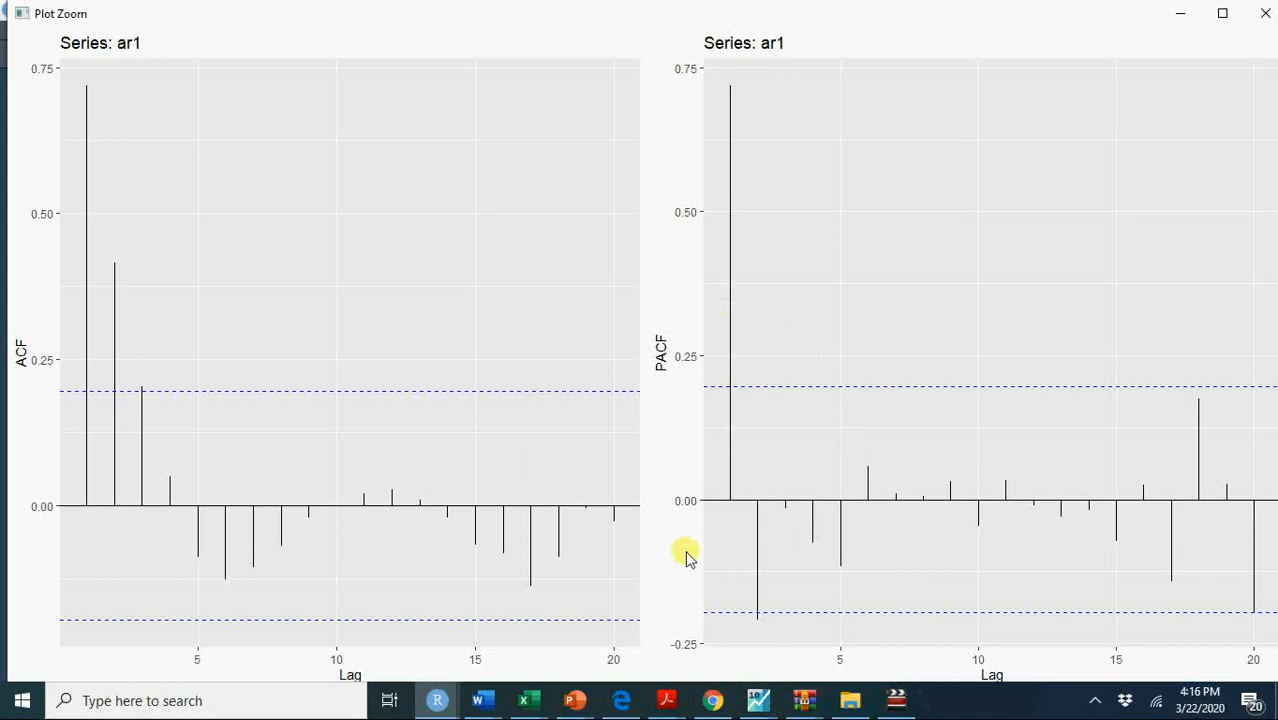 Plot Zoom
Series: ar1
0.75
0.50
0.25
0.00
ACF
5
10
15
20
Lag
Series: ar1
0.75
0.50
0.25
0.00
-0.25
PACF
5
10
15
20
Lag
Type here to search
R
W
X
P
10
4:16 PM
3/22/2020
20